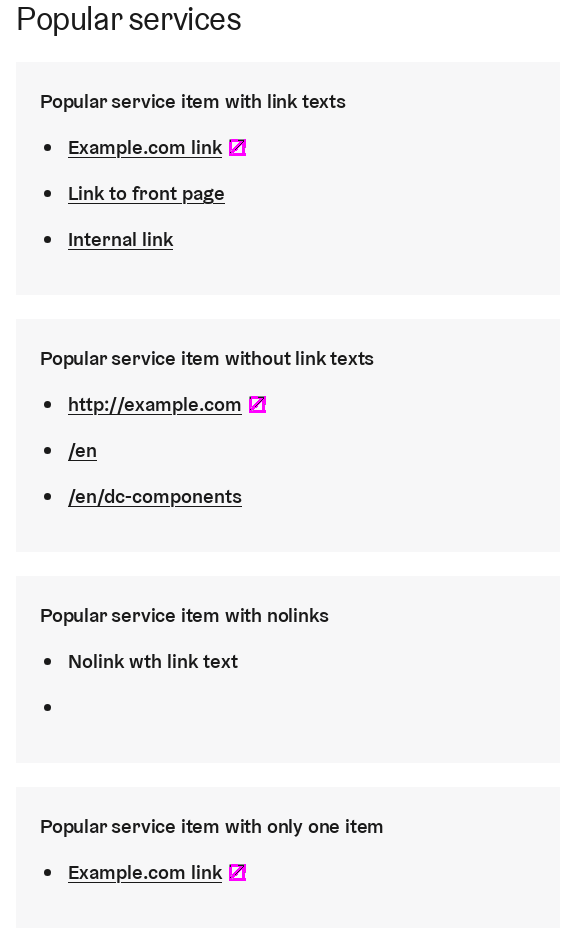 Popular services
Popular service item with link texts
Example.com link
Link to front page
Internal link
Popular service item without link texts
http://example.com
/en
/en/dc-components
Popular service item with nolinks
Nolink wth link text
Popular service item with only one item
Example.com link